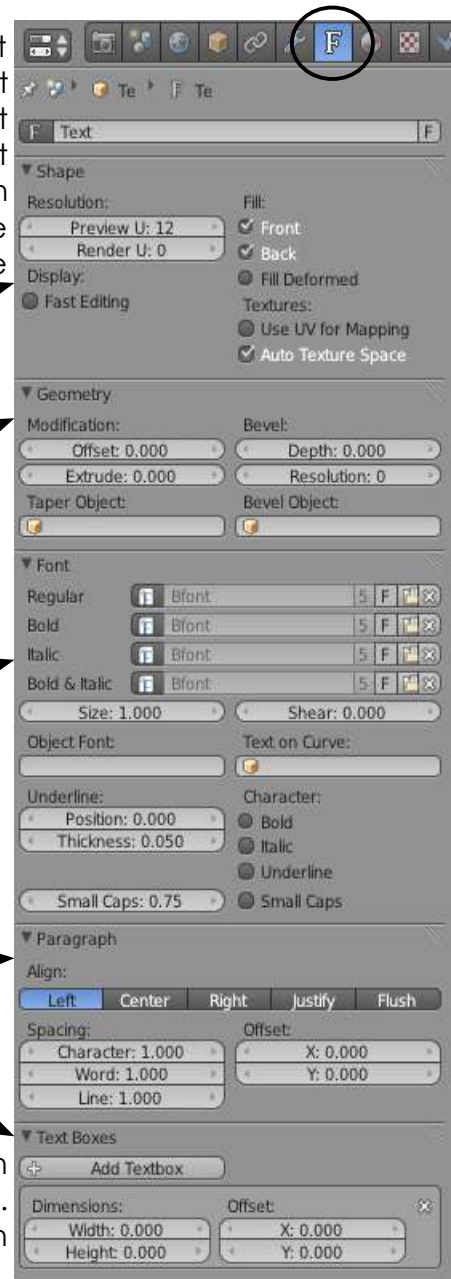 F
Te Te
F Text F
Shape
Resolution: Fill:
Preview U: 12 Front
Render U: 0 Back
Display: Fill Deformed
Fast Editing Textures:
Use UV for Mapping
Auto Texture Space
Geometry
Modification: Bevel:
Offset: 0.000 Depth: 0.000
Extrude: 0.000 Resolution: 0
Taper Object: Bevel Object:
Font
Regular F Bfont 5 F
Bold F Bfont 5 F
Italic F Bfont 5 F
Bold & Italic F Bfont 5 F
Size: 1.000 Shear: 0.000
Object Font: Text on Curve:
Underline: Character:
Position: 0.000 Bold
Thickness: 0.050 Italic
Underline
Small Caps: 0.75 Small Caps
Paragraph
Align:
Left Center Right Justify Flush
Spacing: Offset:
Character: 1.000 X: 0.000
Word: 1.000 Y: 0.000
Line: 1.000
Text Boxes
Add Textbox
Dimensions: Offset:
Width: 0.000 X: 0.000
Height: 0.000 Y: 0.000